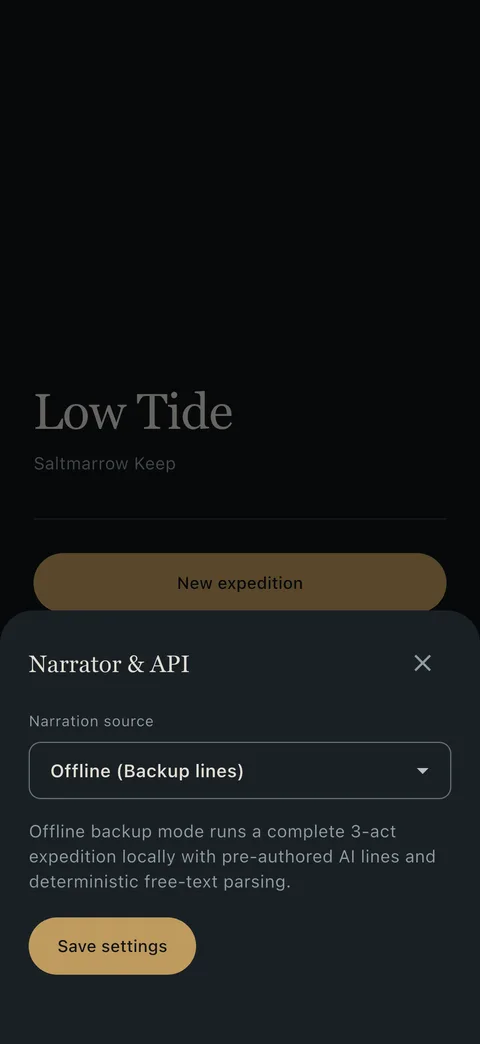 Low Tide
Saltmarrow Keep
New expedition
Narrator & API
Narration source
Offline (Backup lines)
Offline backup mode runs a complete 3-act
expedition locally with pre-authored AI lines and
deterministic free-text parsing.
Save settings